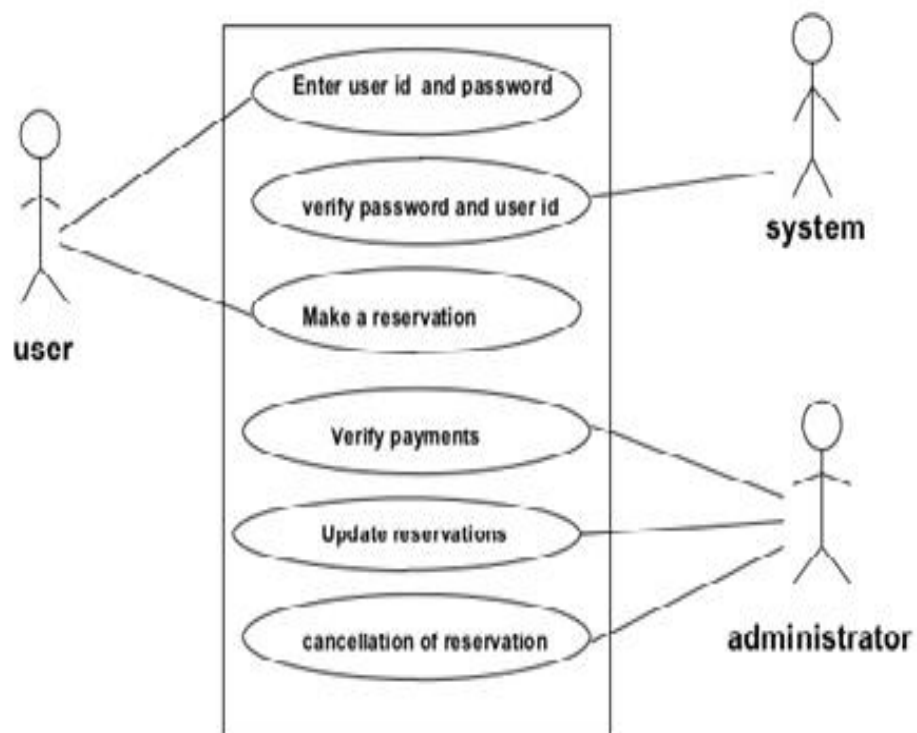 Enter user id and password
verify password and user id
system
Make a reservation
user
Verify payments
Update reservations
cancellation of reservation
administrator